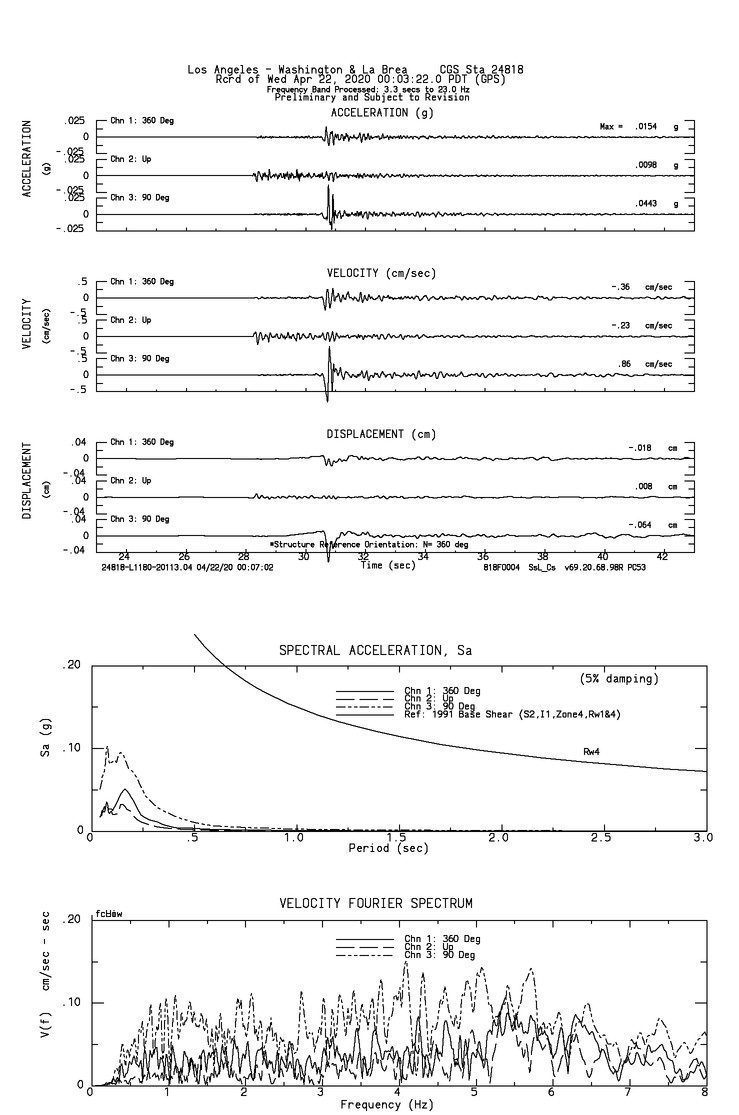 Los Angeles - Washington & La Brea CGS Sta 24818
Rcrd of Wed Apr 22, 2020 00:03:22.0 PDT (GPS)
Frequency Band Processed: 3.3 secs to 23.0 Hz
Preliminary and Subject to Revision
ACCELERATION (g)
ACCELERATION
(g)
.025
0
-.025
Chn 1: 360 Deg
Max = .0154 g
.025
0
-.025
Chn 2: Up
.0098 g
.025
0
-.025
Chn 3: 90 Deg
.0443 g
VELOCITY (cm/sec)
VELOCITY
(cm/sec)
.5
0
-.5
Chn 1: 360 Deg
-.36 cm/sec
.5
0
-.5
Chn 2: Up
-.23 cm/sec
.5
0
-.5
Chn 3: 90 Deg
.86 cm/sec
DISPLACEMENT (cm)
DISPLACEMENT
(cm)
.04
0
-.04
Chn 1: 360 Deg
-.018 cm
.04
0
-.04
Chn 2: Up
.008 cm
.04
0
-.04
Chn 3: 90 Deg
-.064 cm
*Structure Reference Orientation: N= 360 deg
24 26 28 30 32 34 36 38 40 42
Time (sec)
24818-L1180-20113.04 04/22/20 00:07:02
818F0004 SsL_Cs v69.20.68.98R PC53
SPECTRAL ACCELERATION, Sa
Sa (g)
.20
.10
0
(5% damping)
Chn 1: 360 Deg
Chn 2: Up
Chn 3: 90 Deg
Ref: 1991 Base Shear (S2,I1,Zone4,Rw1&4)
Rw4
0 .5 1.0 1.5 2.0 2.5 3.0
Period (sec)
VELOCITY FOURIER SPECTRUM
V(f) cm/sec - sec
.20
.10
0
Chn 1: 360 Deg
Chn 2: Up
Chn 3: 90 Deg
0 1 2 3 4 5 6 7 8
Frequency (Hz)